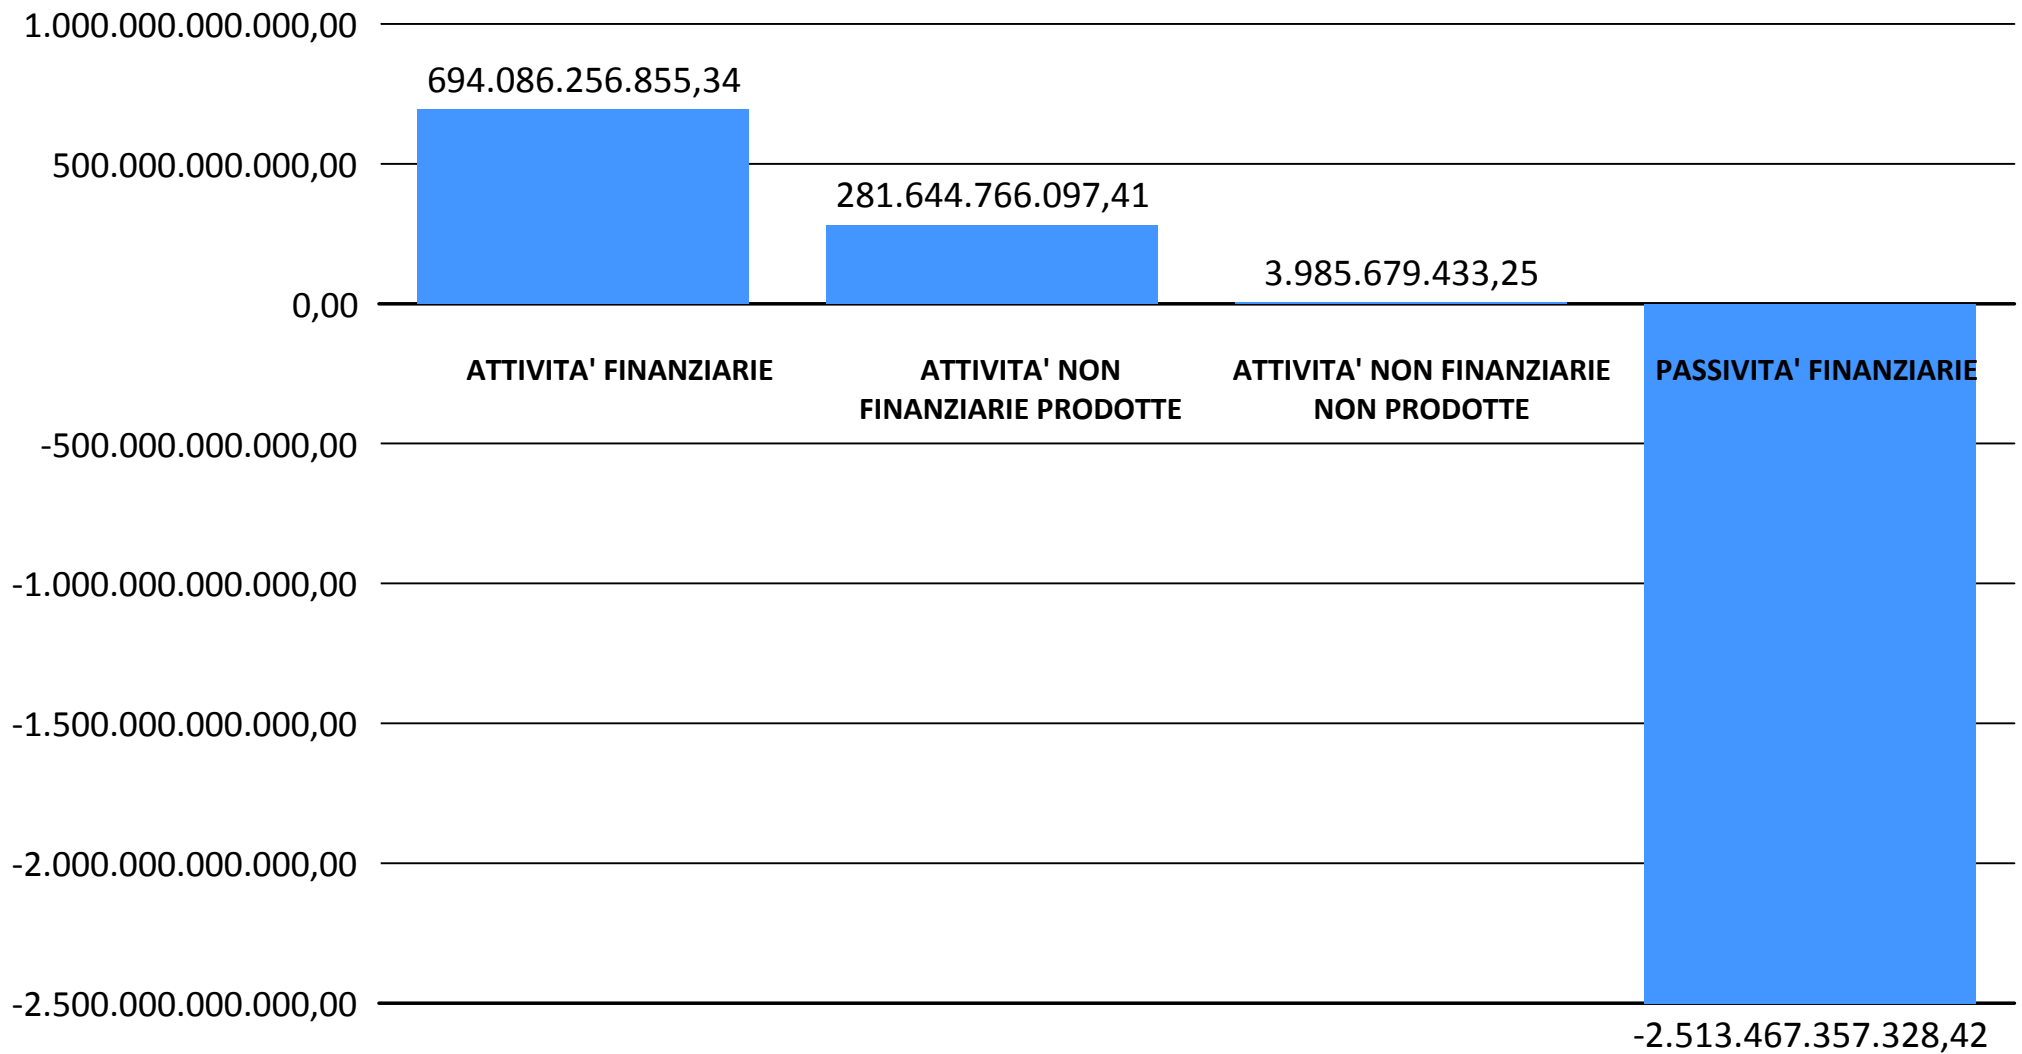 1.000.000.000.000,00
694.086.256.855,34
500.000.000.000,00
281.644.766.097,41
3.985.679.433,25
0,00
ATTIVITA' FINANZIARIE
ATTIVITA' NON
FINANZIARIE PRODOTTE
ATTIVITA' NON FINANZIARIE
NON PRODOTTE
PASSIVITA' FINANZIARIE
-500.000.000.000,00
-1.000.000.000.000,00
-1.500.000.000.000,00
-2.000.000.000.000,00
-2.500.000.000.000,00
-2.513.467.357.328,42